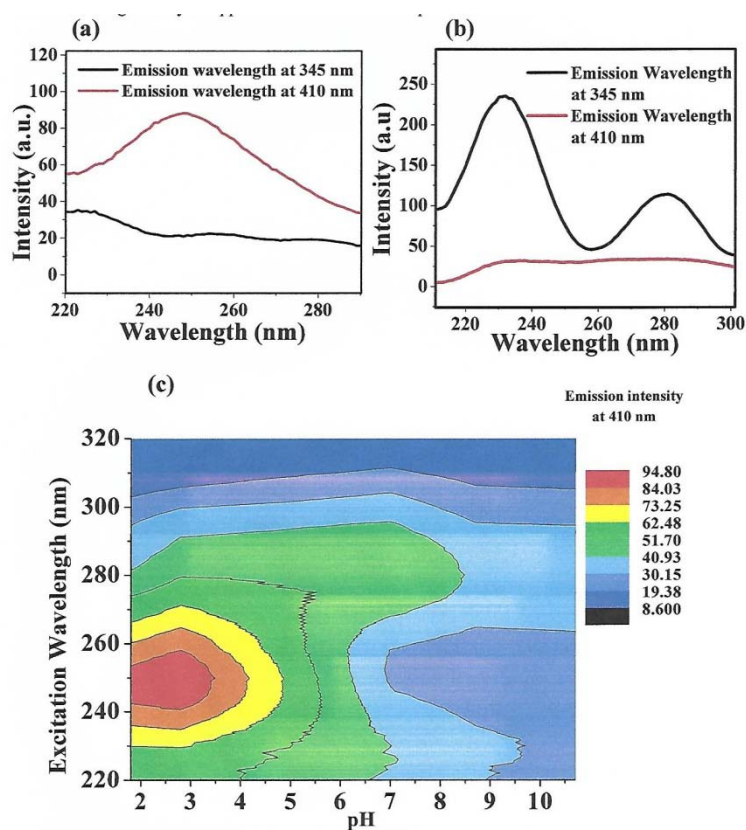 (a)
120
100
80
60
40
20
0
Intensity (a.u.)
Emission wavelength at 345 nm
Emission wavelength at 410 nm
220 240 260 280
Wavelength (nm)
(b)
250
200
150
100
50
0
Intensity (a.u)
Emission Wavelength
at 345 nm
Emission Wavelength
at 410 nm
220 240 260 280 300
Wavelength (nm)
(c)
Emission intensity
at 410 nm
320
300
280
260
240
220
Excitation Wavelength (nm)
2 3 4 5 6 7 8 9 10
pH
94.80
84.03
73.25
62.48
51.70
40.93
30.15
19.38
8.600